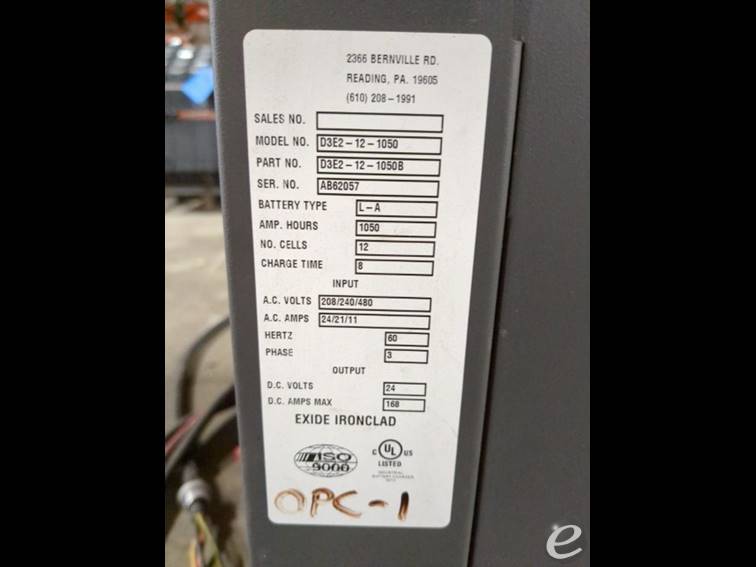 2366 BERNVILLE RD.
READING, PA. 19605
(610) 208-1991
SALES NO.
MODEL NO. D3E2-12-1050
PART NO. D3E2-12-1050B
SER. NO. AB62057
BATTERY TYPE L-A
AMP. HOURS 1050
NO. CELLS 12
CHARGE TIME 8
INPUT
A.C. VOLTS 208/240/480
A.C. AMPS 24/21/11
HERTZ 60
PHASE 3
OUTPUT
D.C. VOLTS 24
D.C. AMPS MAX 168
EXIDE IRONCLAD
ISO 9000
C UL US
LISTED
INDUSTRIAL
BATTERY CHARGER
OPC-1
e